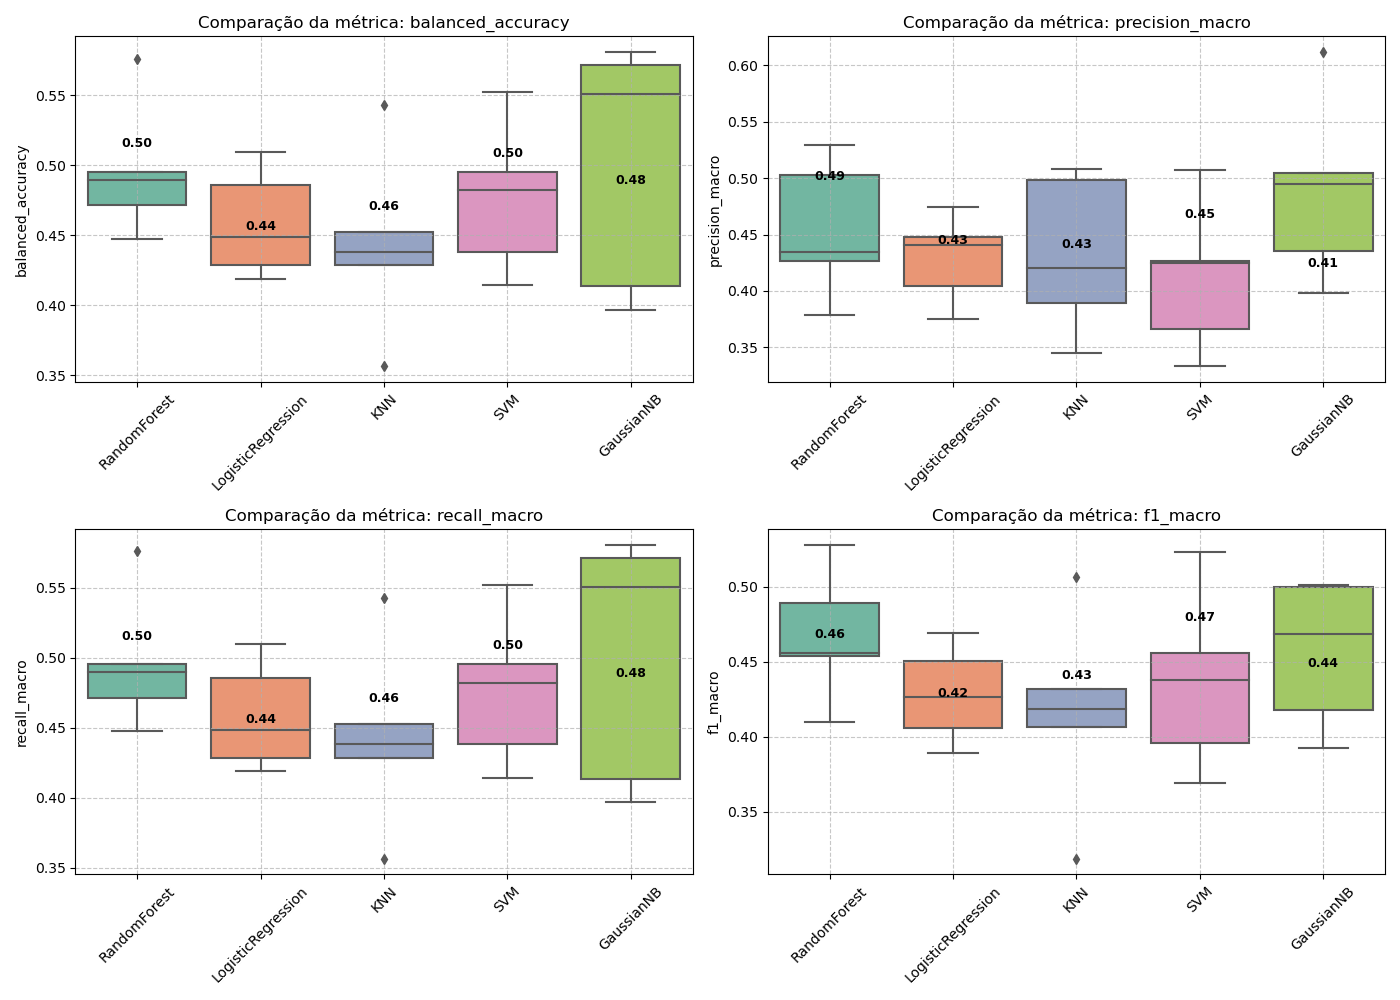 Comparação da métrica: balanced_accuracy
balanced_accuracy
0.55
0.50
0.45
0.40
0.35
0.50
0.44
0.46
0.50
0.48
RandomForest
LogisticRegression
KNN
SVM
GaussianNB
Comparação da métrica: precision_macro
precision_macro
0.60
0.55
0.50
0.45
0.40
0.35
0.49
0.43
0.43
0.45
0.41
RandomForest
LogisticRegression
KNN
SVM
GaussianNB
Comparação da métrica: recall_macro
recall_macro
0.55
0.50
0.45
0.40
0.35
0.50
0.44
0.46
0.50
0.48
RandomForest
LogisticRegression
KNN
SVM
GaussianNB
Comparação da métrica: f1_macro
f1_macro
0.50
0.45
0.40
0.35
0.46
0.42
0.43
0.47
0.44
RandomForest
LogisticRegression
KNN
SVM
GaussianNB